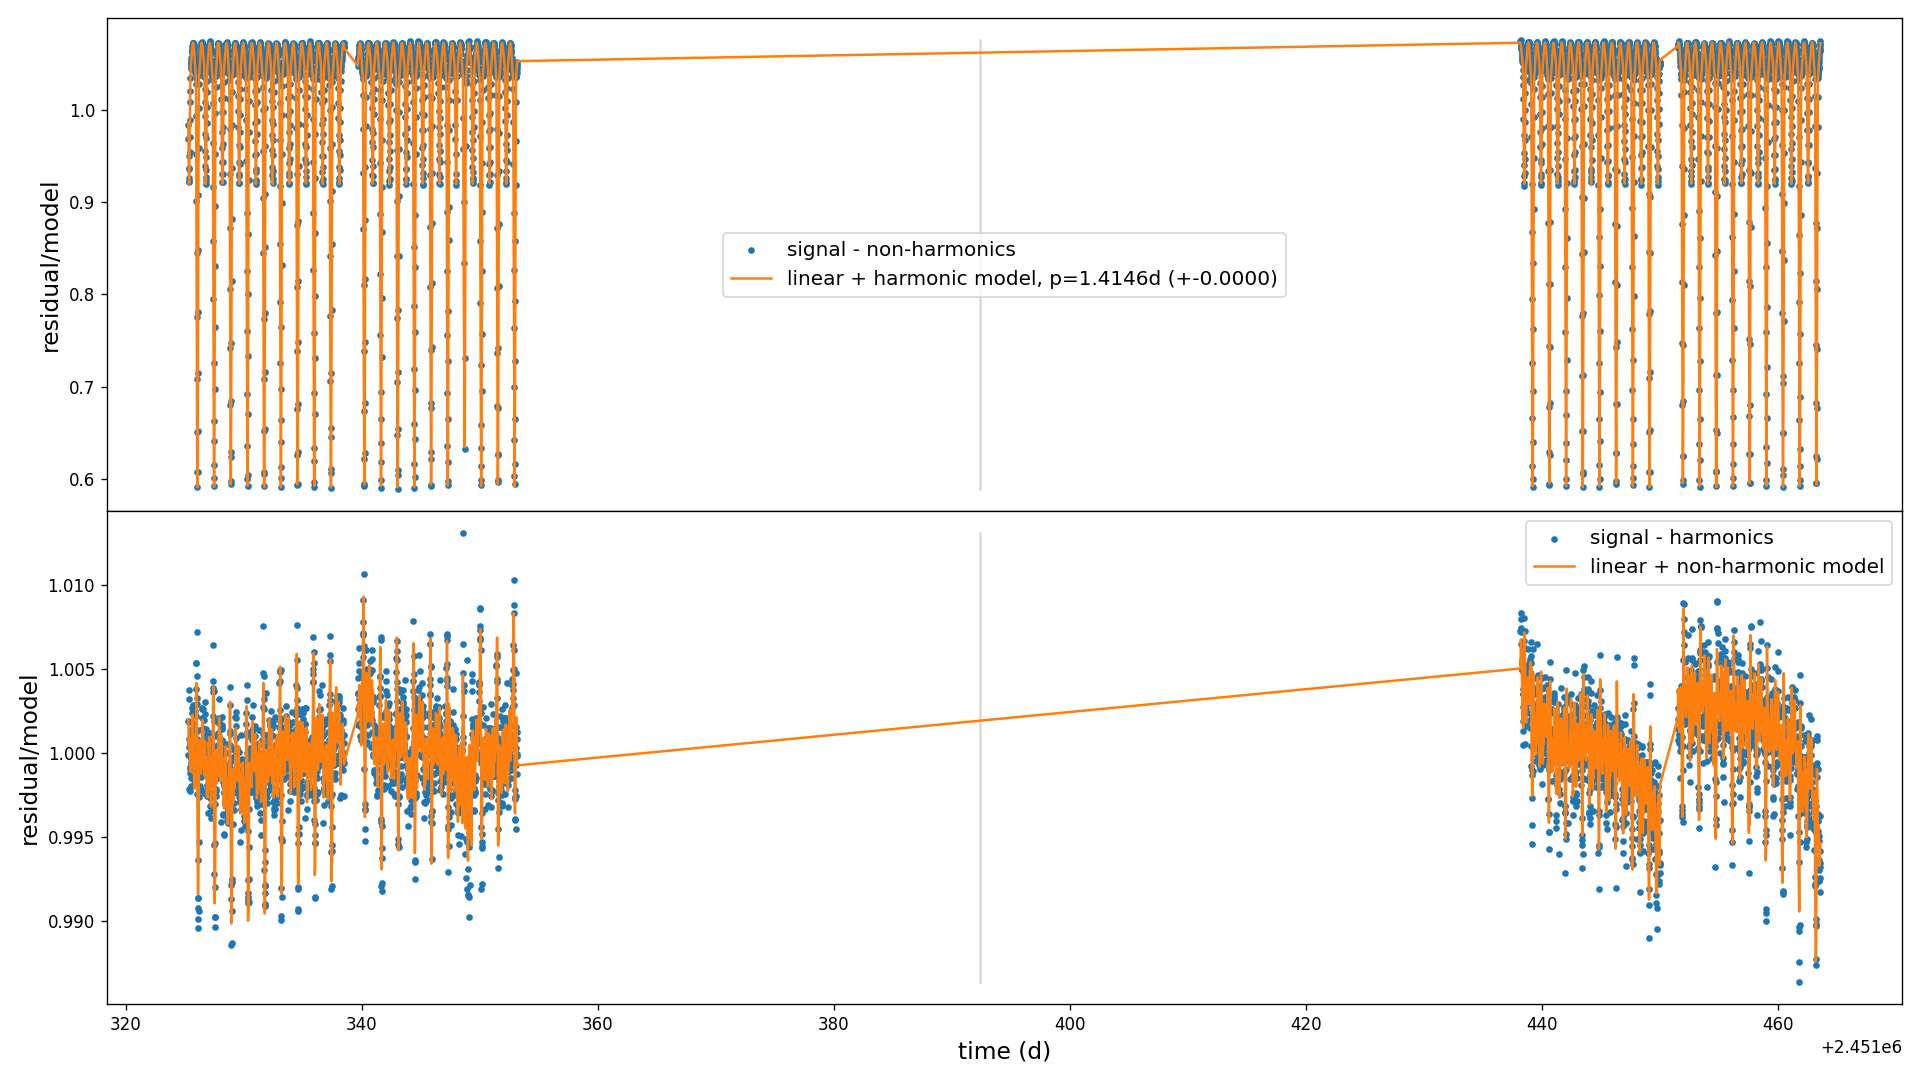 1.0
0.9
0.8
0.7
0.6
residual/model
signal - non-harmonics
linear + harmonic model, p=1.4146d (+-0.0000)
signal - harmonics
linear + non-harmonic model
1.010
1.005
1.000
0.995
0.990
residual/model
320 340 360 380 400 420 440 460
time (d)
+2.451e6